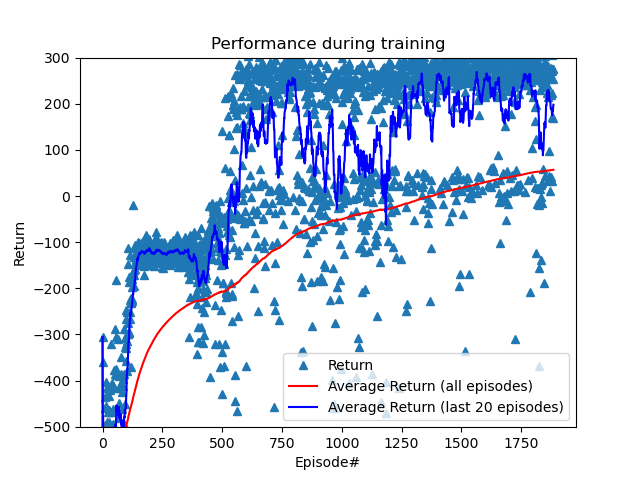 Performance during training
Return
300
200
100
0
−100
−200
−300
−400
−500
0
250
500
750
1000
1250
1500
1750
Episode#
Return
Average Return (all episodes)
Average Return (last 20 episodes)